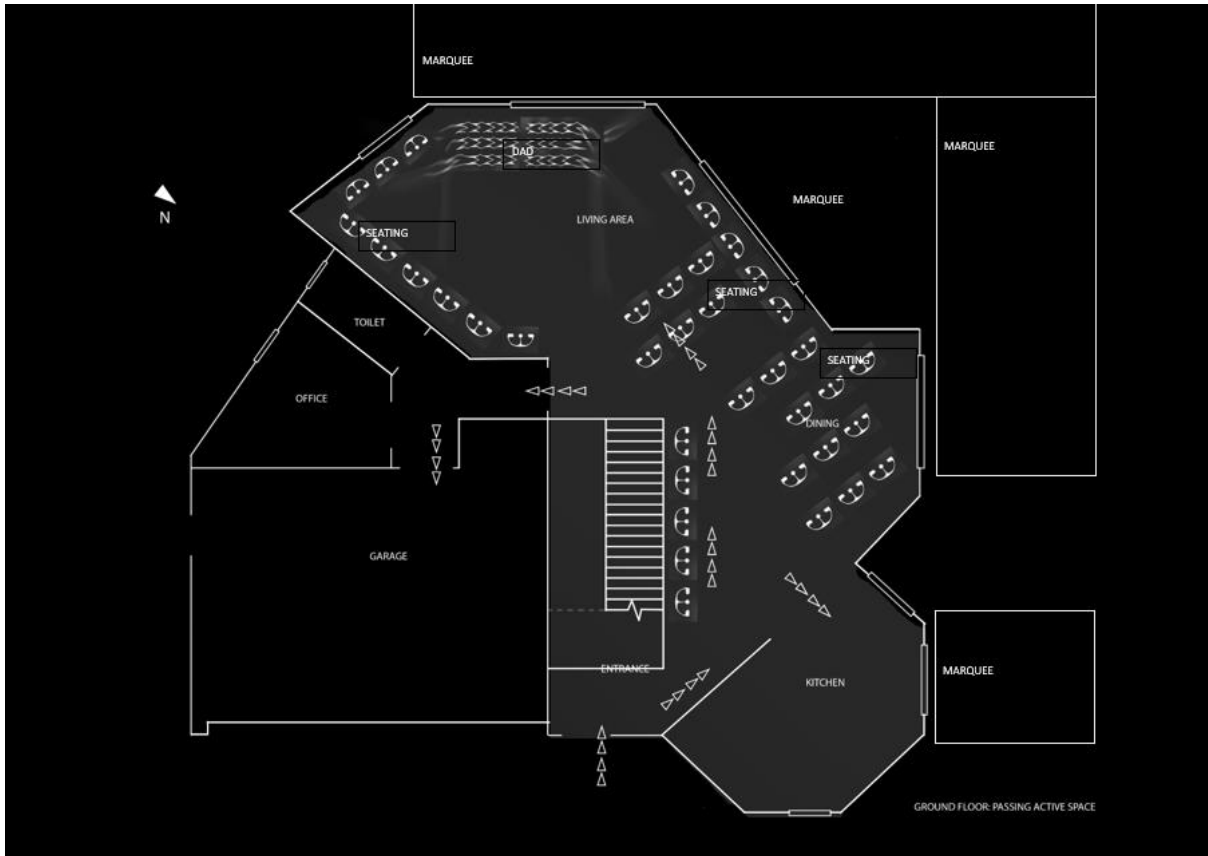 MARQUEE
MARQUEE
DAD
MARQUEE
N
LIVING AREA
SEATING
SEATING
TOILET
SEATING
OFFICE
DINING
GARAGE
ENTRANCE
KITCHEN
MARQUEE
GROUND FLOOR: PASSING ACTIVE SPACE